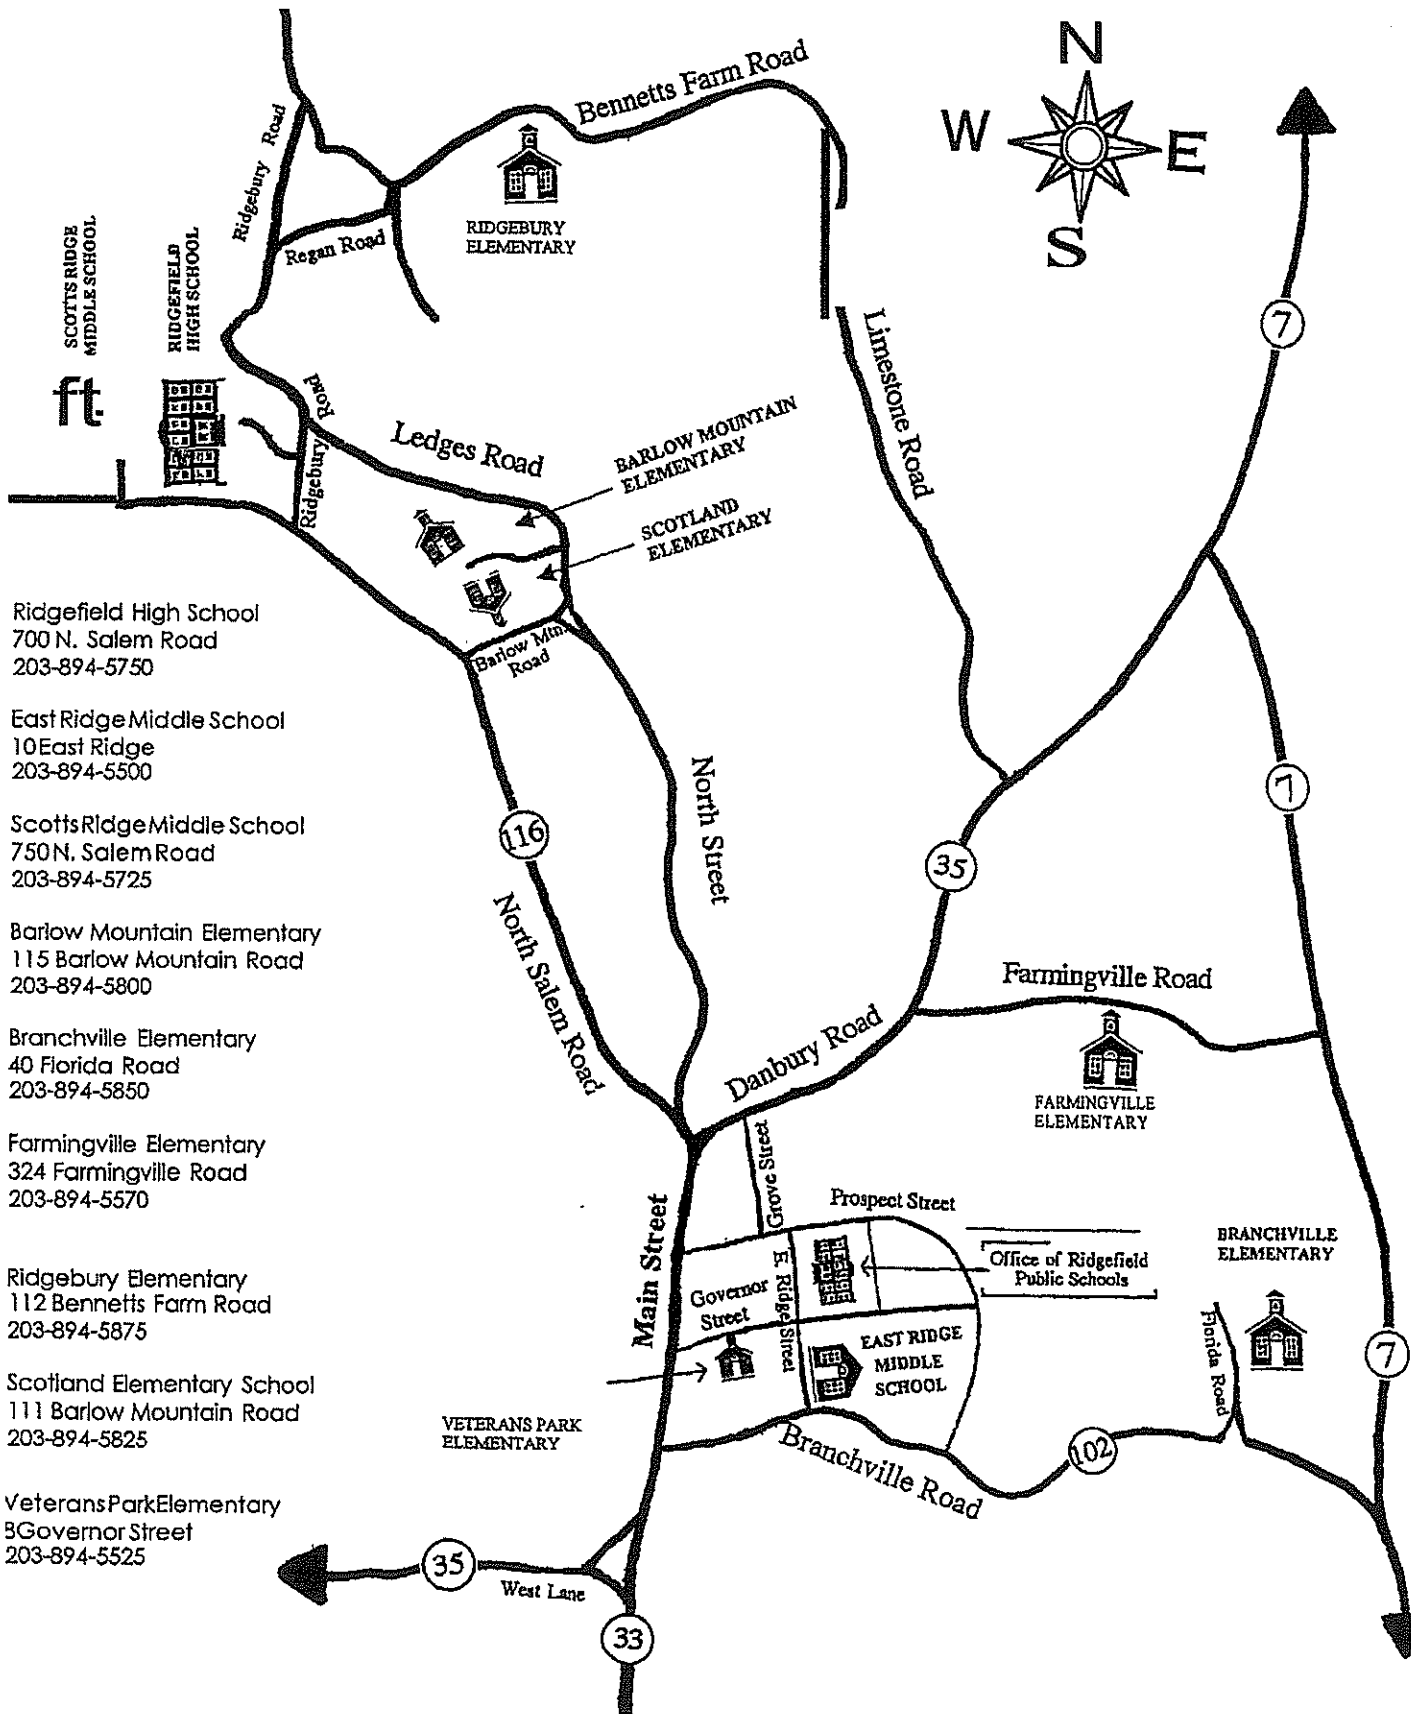 N
W
E
S
Bennetts Farm Road
Ridgebury Road
Regan Road
RIDGEBURY
ELEMENTARY
SCOTTS RIDGE
MIDDLE SCHOOL
RIDGEFIELD
HIGH SCHOOL
ft.
7
Limestone Road
Ridgebury Road
Ledges Road
BARLOW MOUNTAIN
ELEMENTARY
SCOTLAND
ELEMENTARY
Barlow Mtn.
Road
Ridgefield High School
700 N. Salem Road
203-894-5750
East Ridge Middle School
10 East Ridge
203-894-5500
Scotts Ridge Middle School
750 N. Salem Road
203-894-5725
Barlow Mountain Elementary
115 Barlow Mountain Road
203-894-5800
Branchville Elementary
40 Florida Road
203-894-5850
Farmingville Elementary
324 Farmingville Road
203-894-5570
Ridgebury Elementary
112 Bennetts Farm Road
203-894-5875
Scotland Elementary School
111 Barlow Mountain Road
203-894-5825
Veterans Park Elementary
Governor Street
203-894-5525
North Street
7
116
35
North Salem Road
Farmingville Road
Danbury Road
FARMINGVILLE
ELEMENTARY
Grove Street
Prospect Street
Main Street
E. Ridge Street
Office of Ridgefield
Public Schools
BRANCHVILLE
ELEMENTARY
Governor
Street
EAST RIDGE
MIDDLE
SCHOOL
Florida Road
7
VETERANS PARK
ELEMENTARY
Branchville Road
102
35
West Lane
33